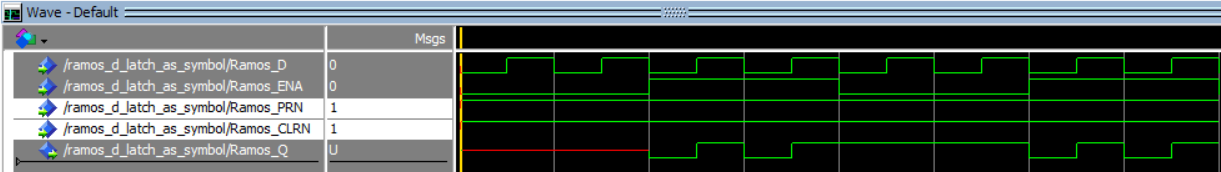 Wave - Default
Msgs
/ramos_d_latch_as_symbol/Ramos_D 0
/ramos_d_latch_as_symbol/Ramos_ENA 0
/ramos_d_latch_as_symbol/Ramos_PRN 1
/ramos_d_latch_as_symbol/Ramos_CLRN 1
/ramos_d_latch_as_symbol/Ramos_Q U